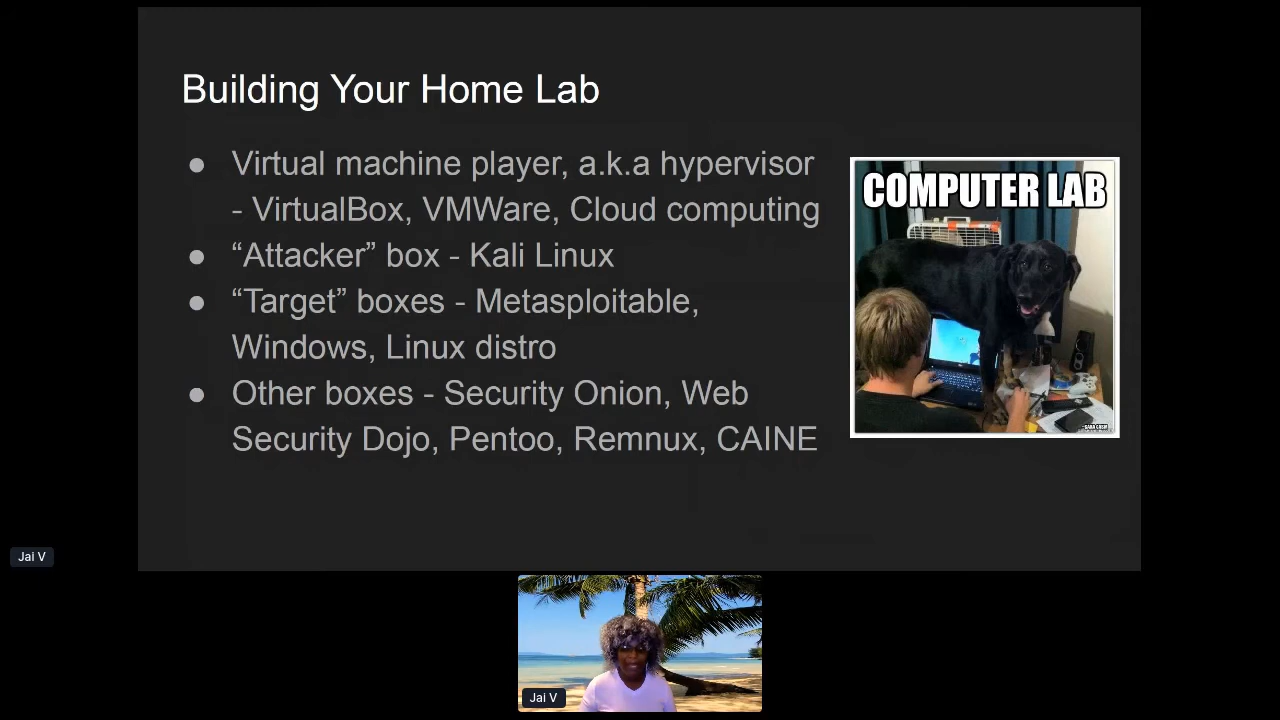 Building Your Home Lab
● Virtual machine player, a.k.a hypervisor
- VirtualBox, VMWare, Cloud computing
● “Attacker” box - Kali Linux
● “Target” boxes - Metasploitable,
Windows, Linux distro
● Other boxes - Security Onion, Web
Security Dojo, Pentoo, Remnux, CAINE
COMPUTER LAB
Jai V
Jai V